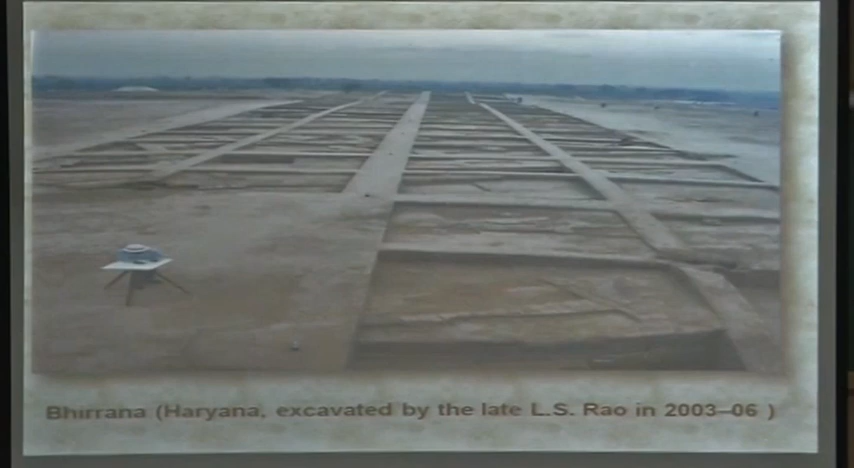 Bhirrana (Haryana, excavated by the late L.S. Rao in 2003–06 )